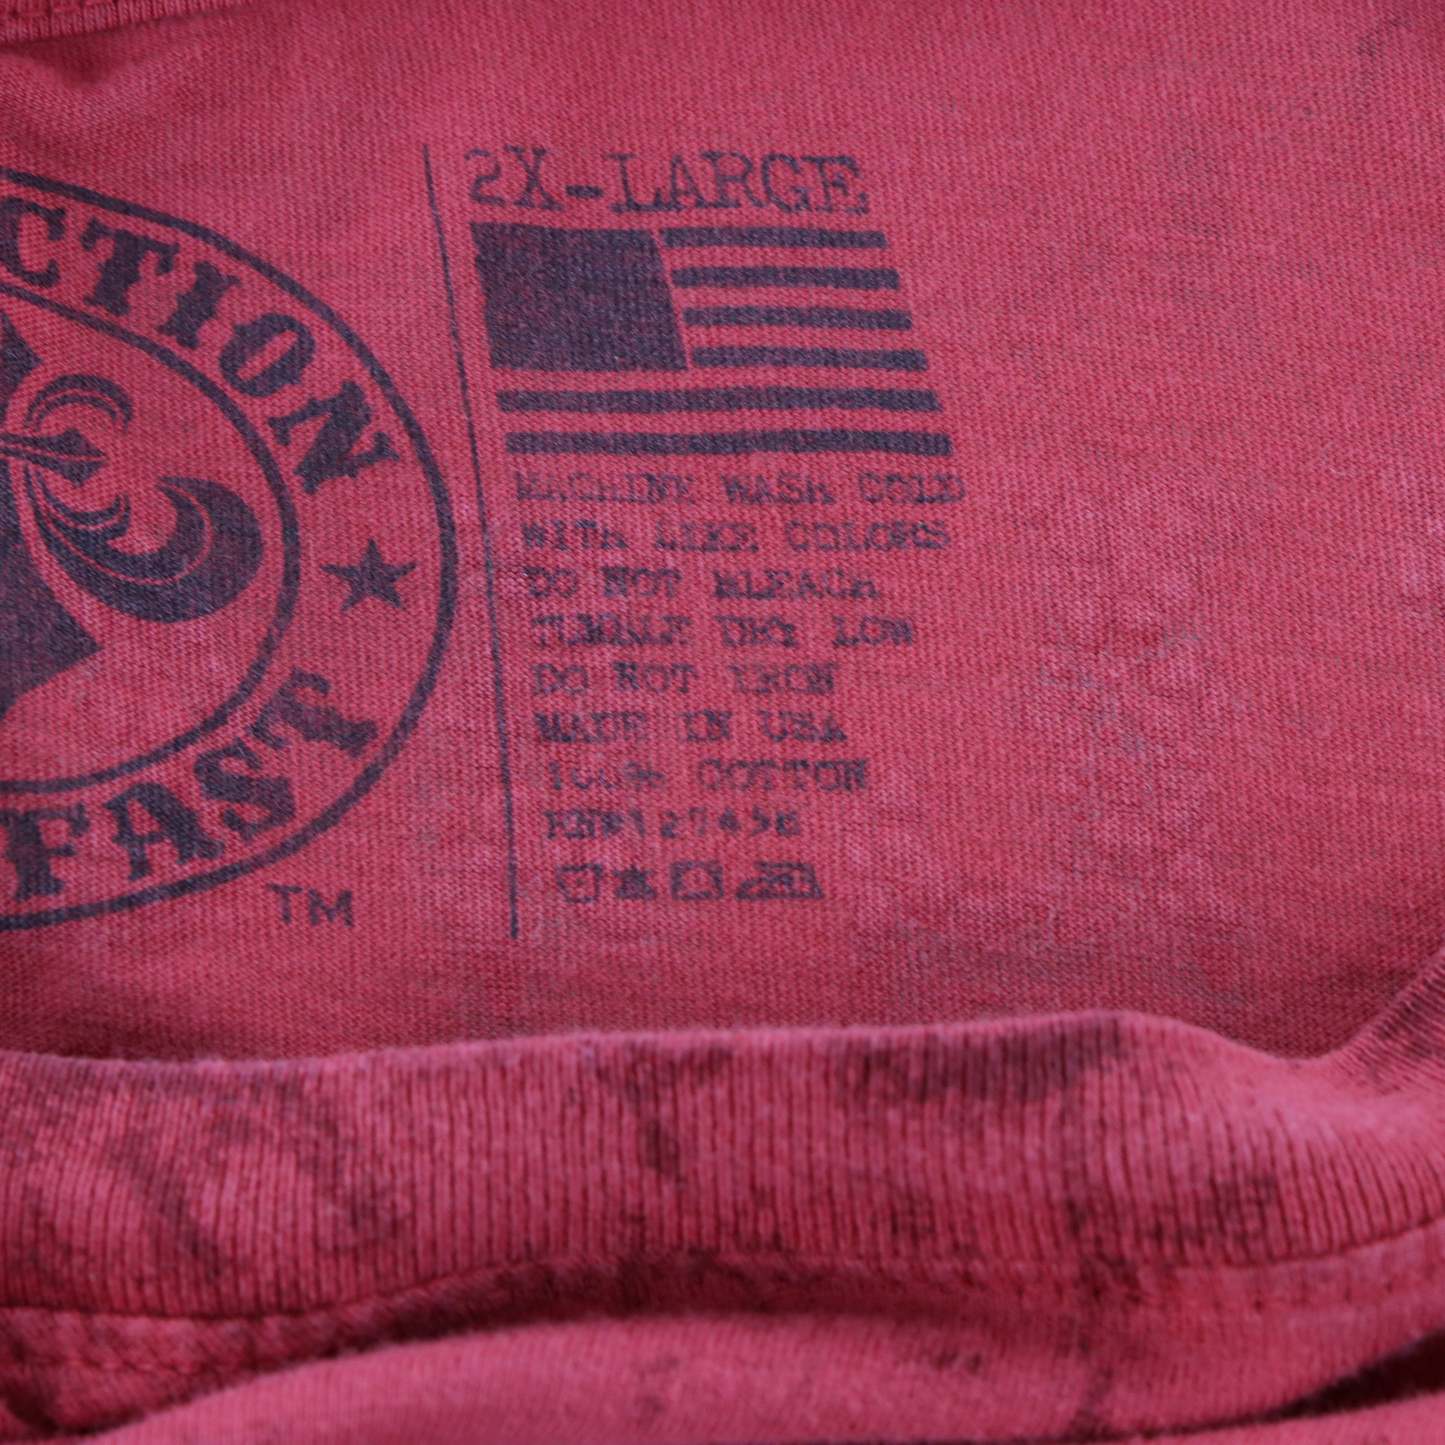 CTION
FAST
TM
2X-LARGE
MACHINE WASH COLD
WITH LIKE COLORS
DO NOT BLEACH
TUMBLE DRY LOW
DO NOT IRON
MADE IN USA
100% COTTON